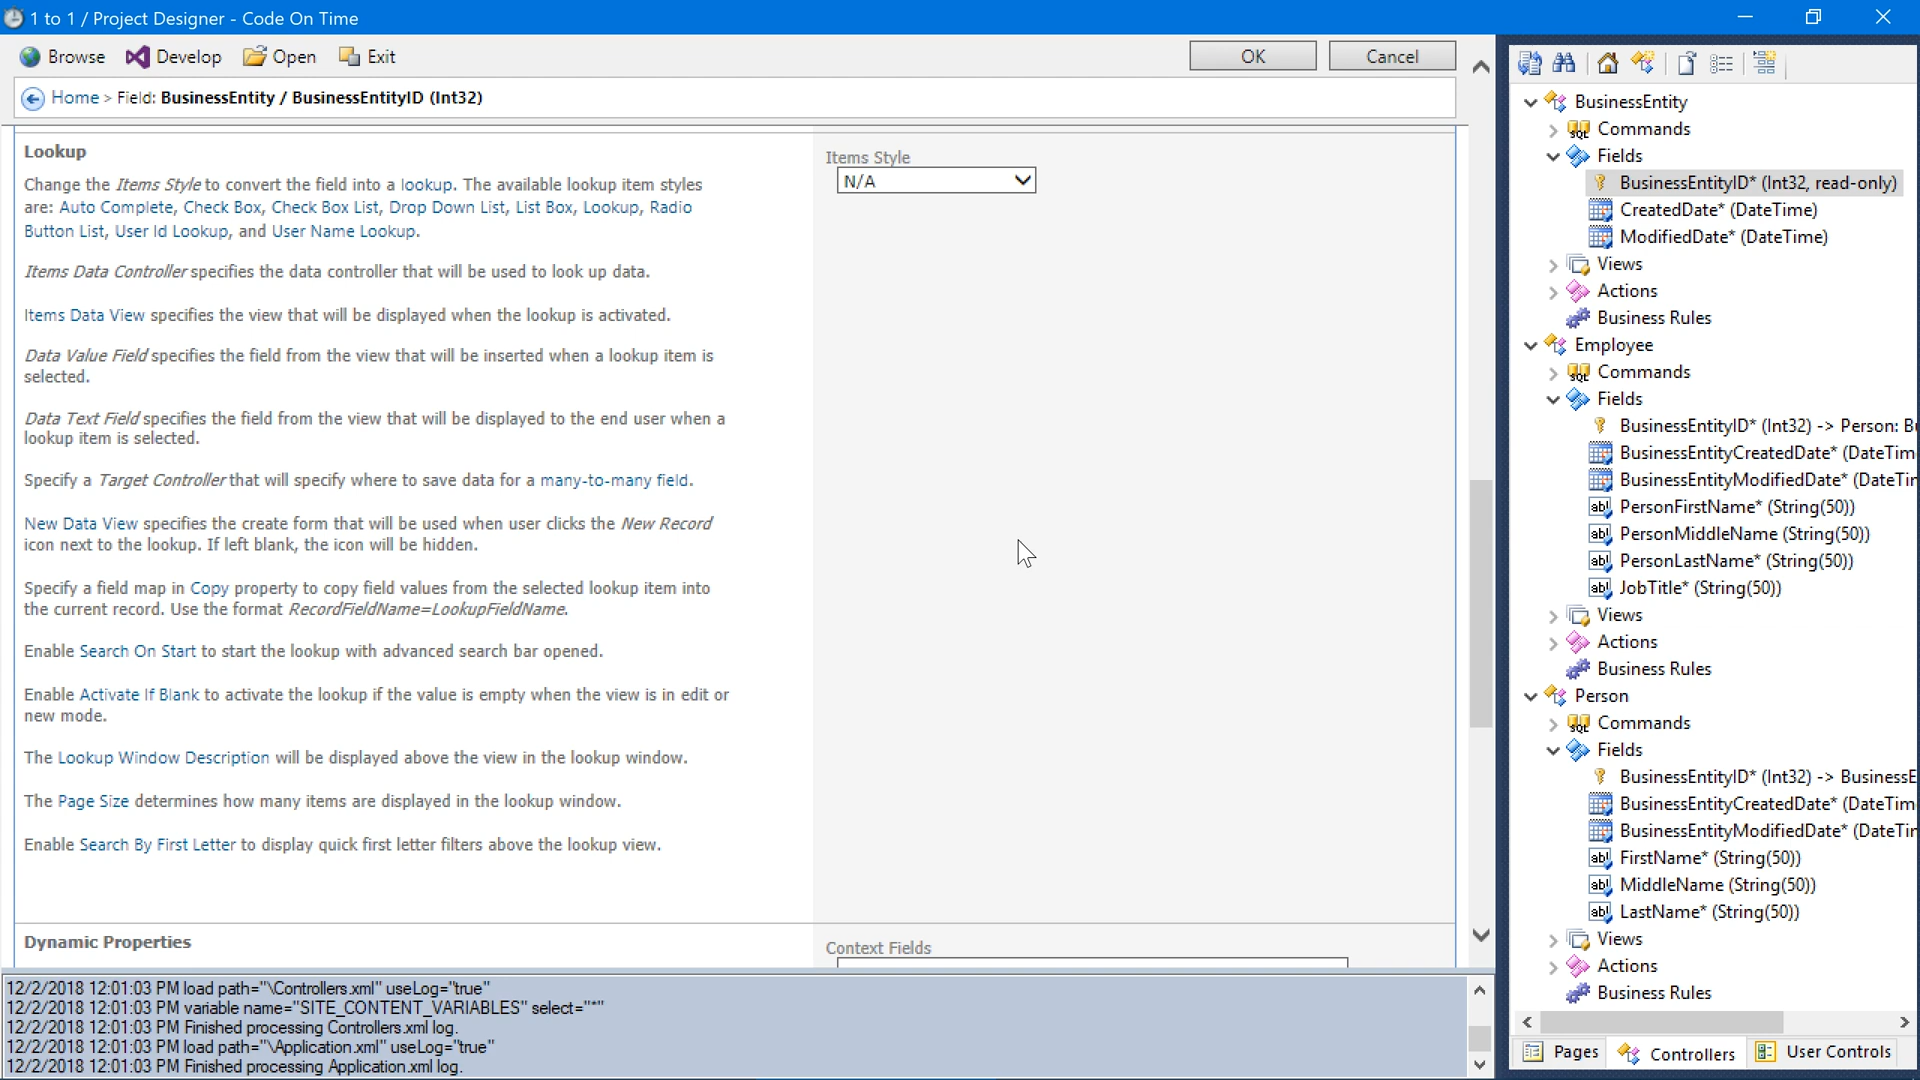 1 to 1 / Project Designer - Code On Time
Browse Develop Open Exit OK Cancel
Home > Field: BusinessEntity / BusinessEntityID (Int32)
Lookup
Change the Items Style to convert the field into a lookup. The available lookup item styles
are: Auto Complete, Check Box, Check Box List, Drop Down List, List Box, Lookup, Radio
Button List, User Id Lookup, and User Name Lookup.
Items Data Controller specifies the data controller that will be used to look up data.
Items Data View specifies the view that will be displayed when the lookup is activated.
Data Value Field specifies the field from the view that will be inserted when a lookup item is
selected.
Data Text Field specifies the field from the view that will be displayed to the end user when a
lookup item is selected.
Specify a Target Controller that will specify where to save data for a many-to-many field.
New Data View specifies the create form that will be used when user clicks the New Record
icon next to the lookup. If left blank, the icon will be hidden.
Specify a field map in Copy property to copy field values from the selected lookup item into
the current record. Use the format RecordFieldName=LookupFieldName.
Enable Search On Start to start the lookup with advanced search bar opened.
Enable Activate If Blank to activate the lookup if the value is empty when the view is in edit or
new mode.
The Lookup Window Description will be displayed above the view in the lookup window.
The Page Size determines how many items are displayed in the lookup window.
Enable Search By First Letter to display quick first letter filters above the lookup view.
Items Style
N/A
Dynamic Properties
Context Fields
12/2/2018 12:01:03 PM load path="\Controllers.xml" useLog="true"
12/2/2018 12:01:03 PM variable name="SITE_CONTENT_VARIABLES" select="*"
12/2/2018 12:01:03 PM Finished processing Controllers.xml log.
12/2/2018 12:01:03 PM load path="\Application.xml" useLog="true"
12/2/2018 12:01:03 PM Finished processing Application.xml log.
BusinessEntity
SQL Commands
Fields
BusinessEntityID* (Int32, read-only)
CreatedDate* (DateTime)
ModifiedDate* (DateTime)
Views
Actions
Business Rules
Employee
SQL Commands
Fields
BusinessEntityID* (Int32) -> Person: B
BusinessEntityCreatedDate* (DateTim
BusinessEntityModifiedDate* (DateTir
ab| PersonFirstName* (String(50))
ab| PersonMiddleName (String(50))
ab| PersonLastName* (String(50))
ab| JobTitle* (String(50))
Views
Actions
Business Rules
Person
SQL Commands
Fields
BusinessEntityID* (Int32) -> BusinessE
BusinessEntityCreatedDate* (DateTim
BusinessEntityModifiedDate* (DateTir
ab| FirstName* (String(50))
ab| MiddleName (String(50))
ab| LastName* (String(50))
Views
Actions
Business Rules
Pages Controllers User Controls